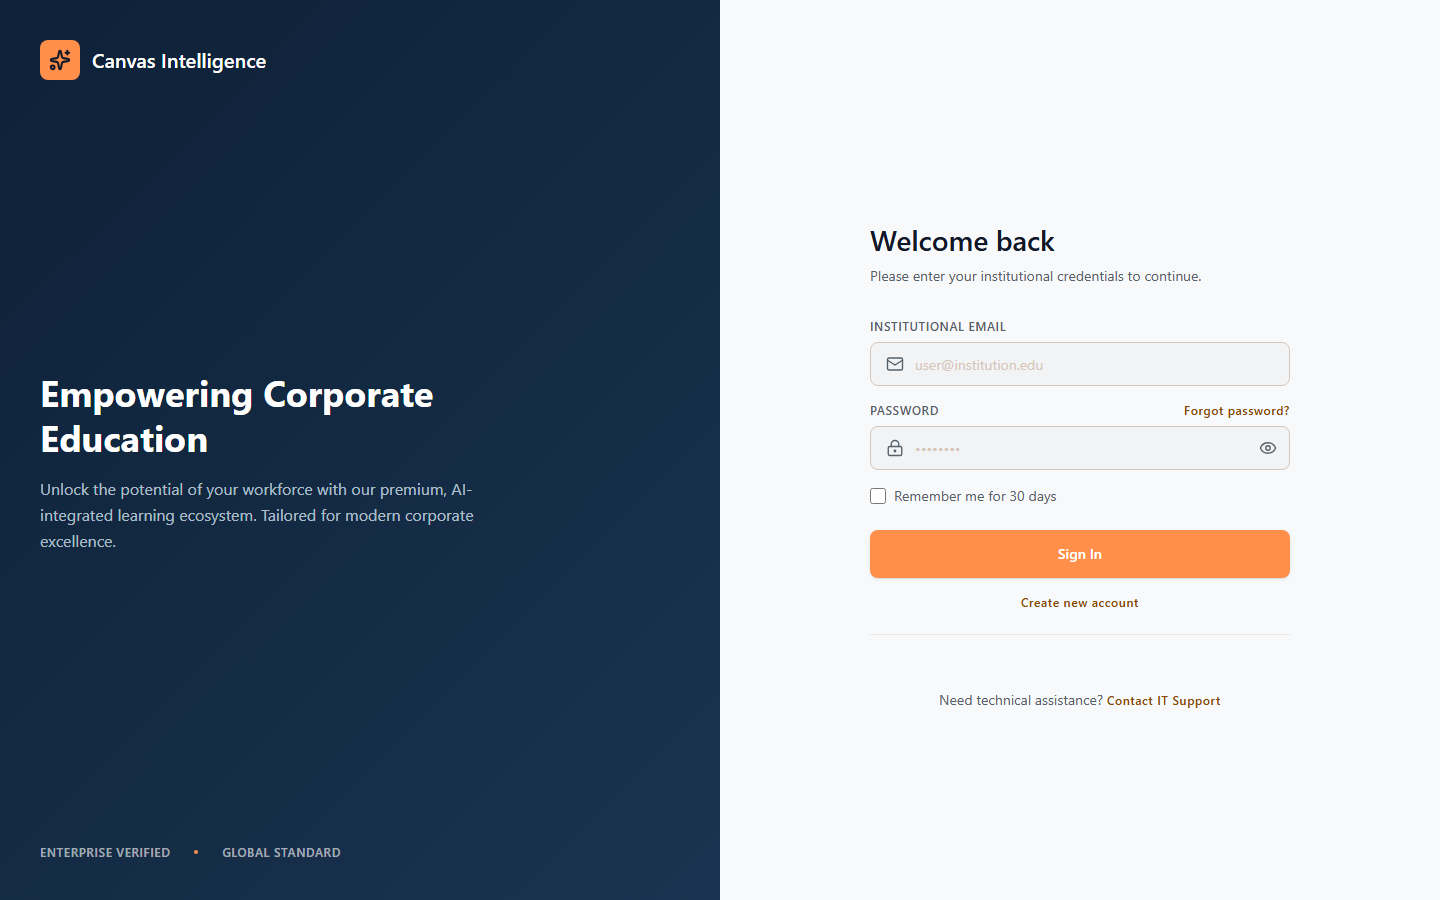 Canvas Intelligence
Empowering Corporate
Education
Unlock the potential of your workforce with our premium, AI-
integrated learning ecosystem. Tailored for modern corporate
excellence.
ENTERPRISE VERIFIED • GLOBAL STANDARD
Welcome back
Please enter your institutional credentials to continue.
INSTITUTIONAL EMAIL
user@institution.edu
PASSWORD Forgot password?
••••••••
Remember me for 30 days
Sign In
Create new account
Need technical assistance? Contact IT Support